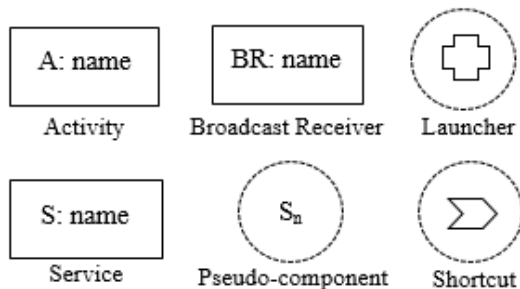 A: name
BR: name
Activity
Broadcast Receiver
Launcher
S: name
Sn
Service
Pseudo-component
Shortcut